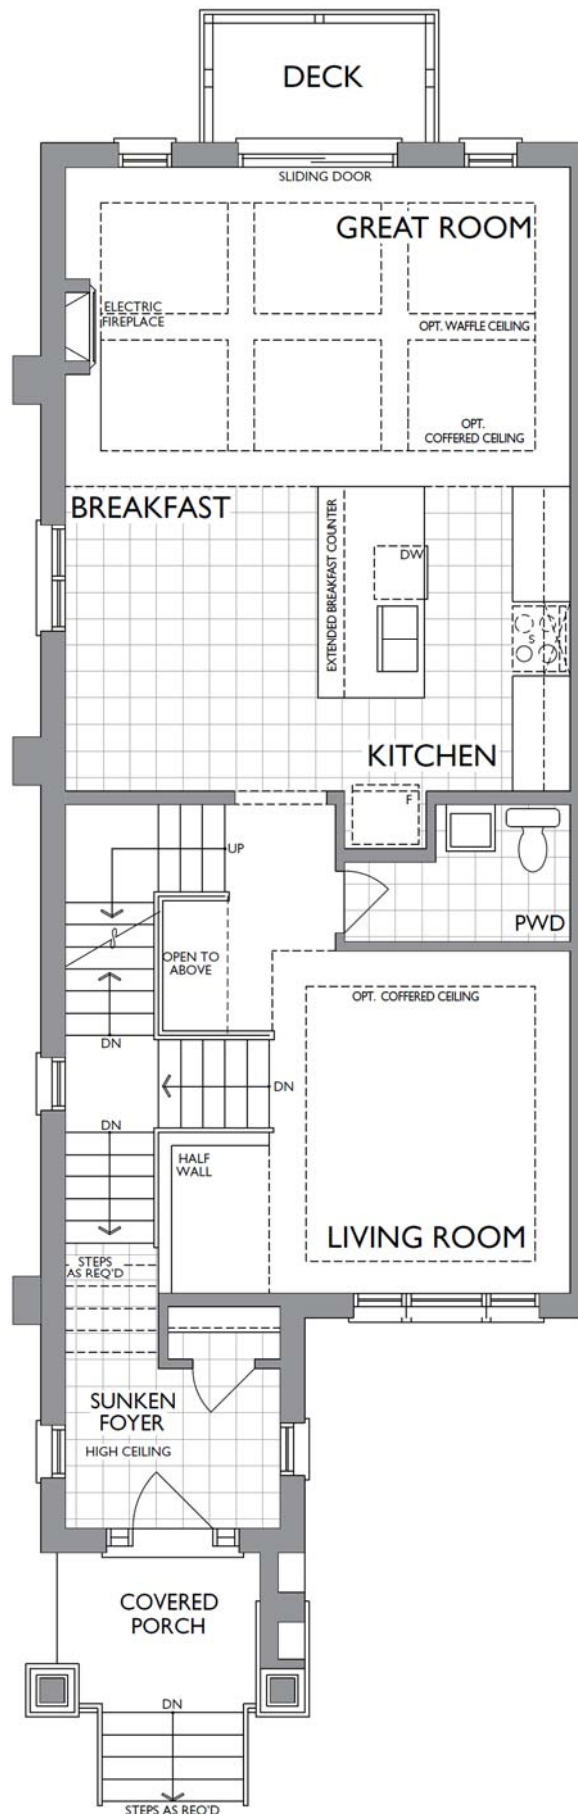 DECK
SLIDING DOOR
GREAT ROOM
ELECTRIC
FIREPLACE
OPT. WAFFLE CEILING
OPT.
COFFERED CEILING
BREAKFAST
EXTENDED BREAKFAST COUNTER
DW
S
KITCHEN
F
UP
PWD
OPEN TO
ABOVE
OPT. COFFERED CEILING
DN
DN
DN
HALF
WALL
LIVING ROOM
STEPS
AS REQ'D
SUNKEN
FOYER
HIGH CEILING
COVERED
PORCH
DN
STEPS AS REQ'D